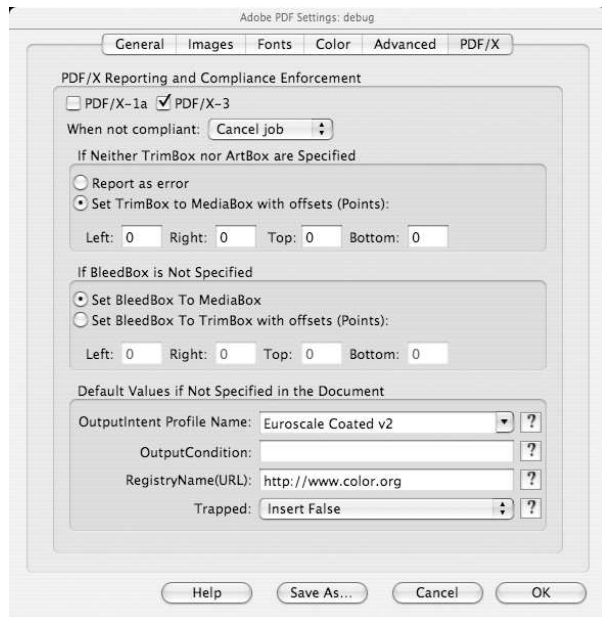 Adobe PDF Settings: debug
General Images Fonts Color Advanced PDF/X
PDF/X Reporting and Compliance Enforcement
PDF/X-1a PDF/X-3
When not compliant: Cancel job
If Neither TrimBox nor ArtBox are Specified
Report as error
Set TrimBox to MediaBox with offsets (Points):
Left: 0 Right: 0 Top: 0 Bottom: 0
If BleedBox is Not Specified
Set BleedBox To MediaBox
Set BleedBox To TrimBox with offsets (Points):
Left: 0 Right: 0 Top: 0 Bottom: 0
Default Values if Not Specified in the Document
OutputIntent Profile Name: Euroscale Coated v2 ?
OutputCondition: ?
RegistryName(URL): http://www.color.org ?
Trapped: Insert False ?
Help Save As... Cancel OK